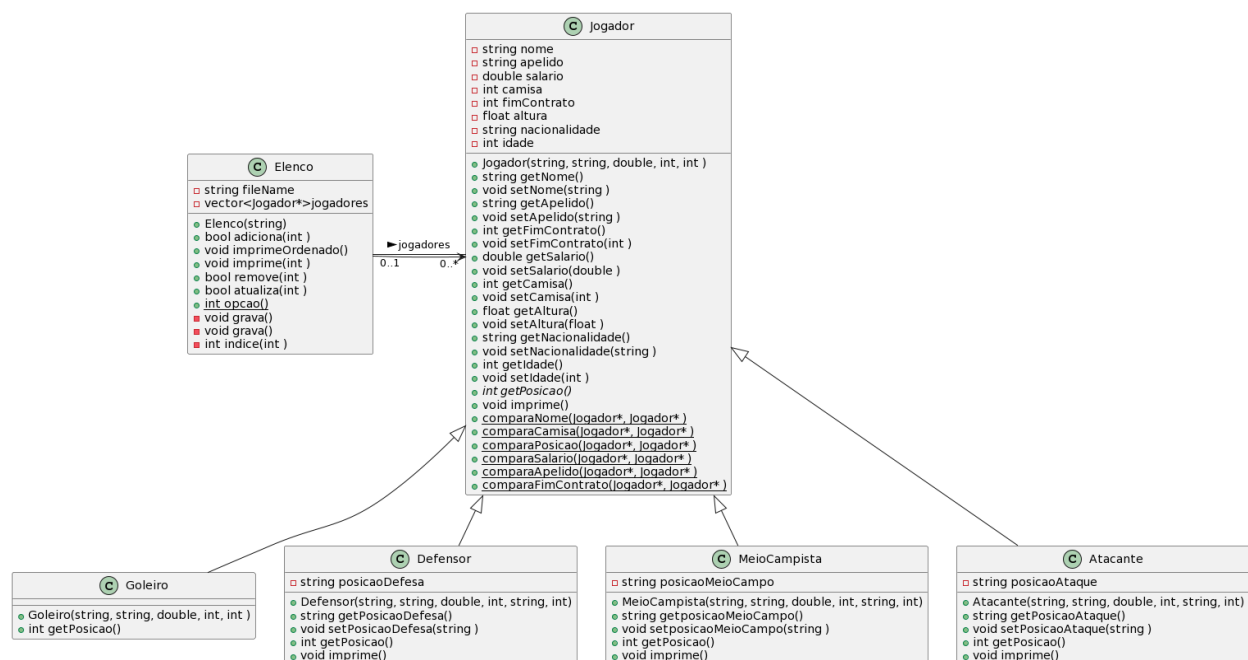 C Jogador
string nome
string apelido
double salario
int camisa
int fimContrato
float altura
string nacionalidade
int idade
Jogador(string, string, double, int, int )
string getNome()
void setNome(string )
string getApelido()
void setApelido(string )
int getFimContrato()
void setFimContrato(int )
double getSalario()
void setSalario(double )
int getCamisa()
void setCamisa(int )
float getAltura()
void setAltura(float )
string getNacionalidade()
void setNacionalidade(string )
int getIdade()
void setIdade(int )
int getPosicao()
void imprime()
comparaNome(Jogador*, Jogador* )
comparaCamisa(Jogador*, Jogador* )
comparaPosicao(Jogador*, Jogador* )
comparaSalario(Jogador*, Jogador* )
comparaApelido(Jogador*, Jogador* )
comparaFimContrato(Jogador*, Jogador* )
C Elenco
string fileName
vector<Jogador*>jogadores
Elenco(string)
bool adiciona(int )
void imprimeOrdenado()
void imprime(int )
bool remove(int )
bool atualiza(int )
int opcao()
void grava()
void grava()
int indice(int )
jogadores
0..1 0..*
C Goleiro
Goleiro(string, string, double, int, int )
int getPosicao()
C Defensor
string posicaoDefesa
Defensor(string, string, double, int, string, int)
string getPosicaoDefesa()
void setPosicaoDefesa(string )
int getPosicao()
void imprime()
C MeioCampista
string posicaoMeioCampo
MeioCampista(string, string, double, int, string, int)
string getposicaoMeioCampo()
void setposicaoMeioCampo(string )
int getPosicao()
void imprime()
C Atacante
string posicaoAtaque
Atacante(string, string, double, int, string, int)
string getPosicaoAtaque()
void setPosicaoAtaque(string )
int getPosicao()
void imprime()